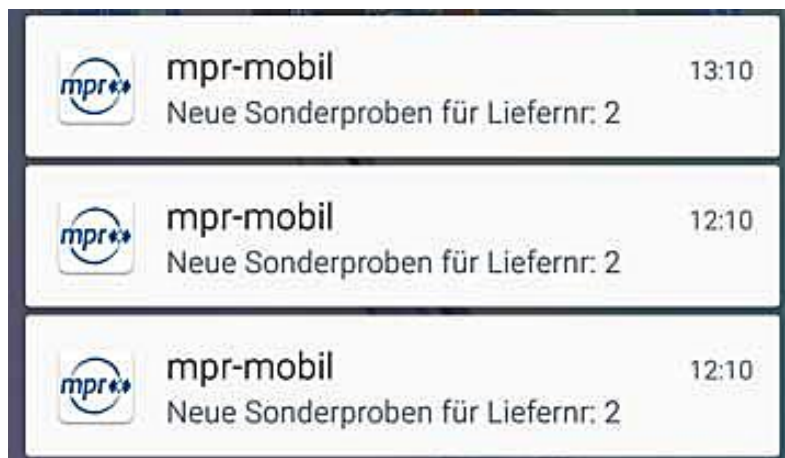 mpr
mpr-mobil
13:10
Neue Sonderproben für Liefernr: 2
mpr
mpr-mobil
12:10
Neue Sonderproben für Liefernr: 2
mpr
mpr-mobil
12:10
Neue Sonderproben für Liefernr: 2